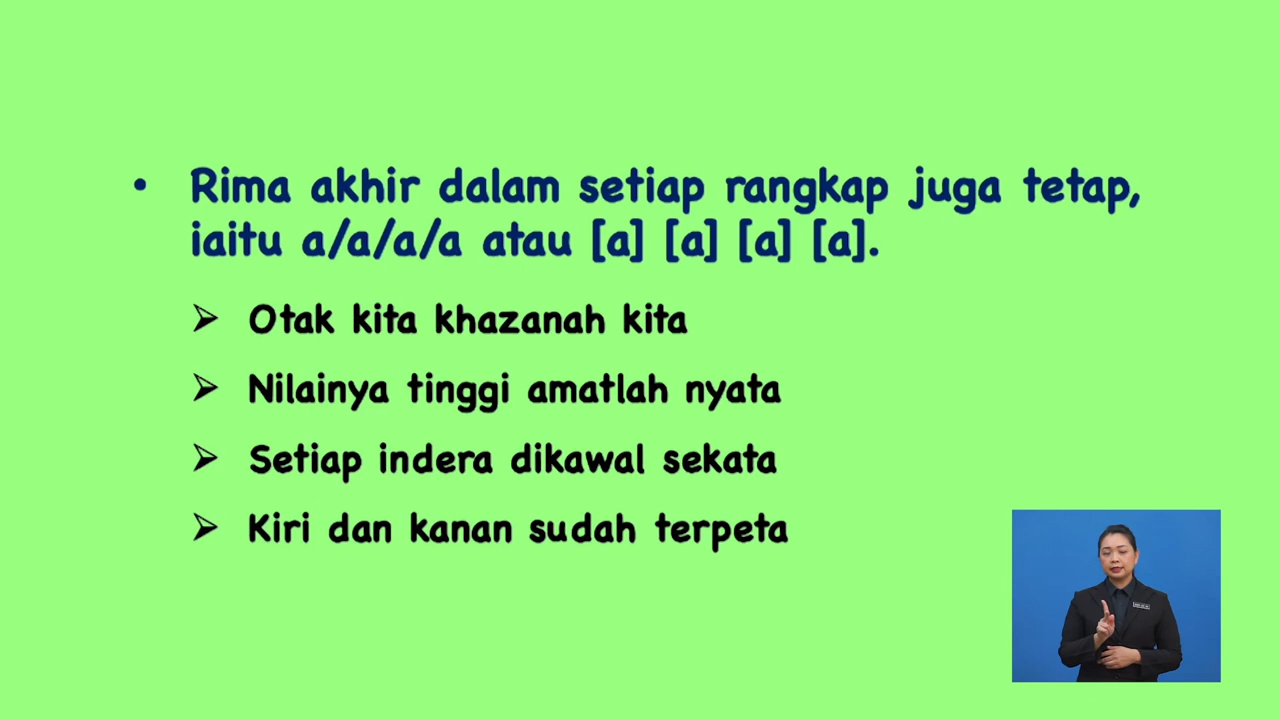 • Rima akhir dalam setiap rangkap juga tetap,
iaitu a/a/a/a atau [a] [a] [a] [a].
➢ Otak kita khazanah kita
➢ Nilainya tinggi amatlah nyata
➢ Setiap indera dikawal sekata
➢ Kiri dan kanan sudah terpeta